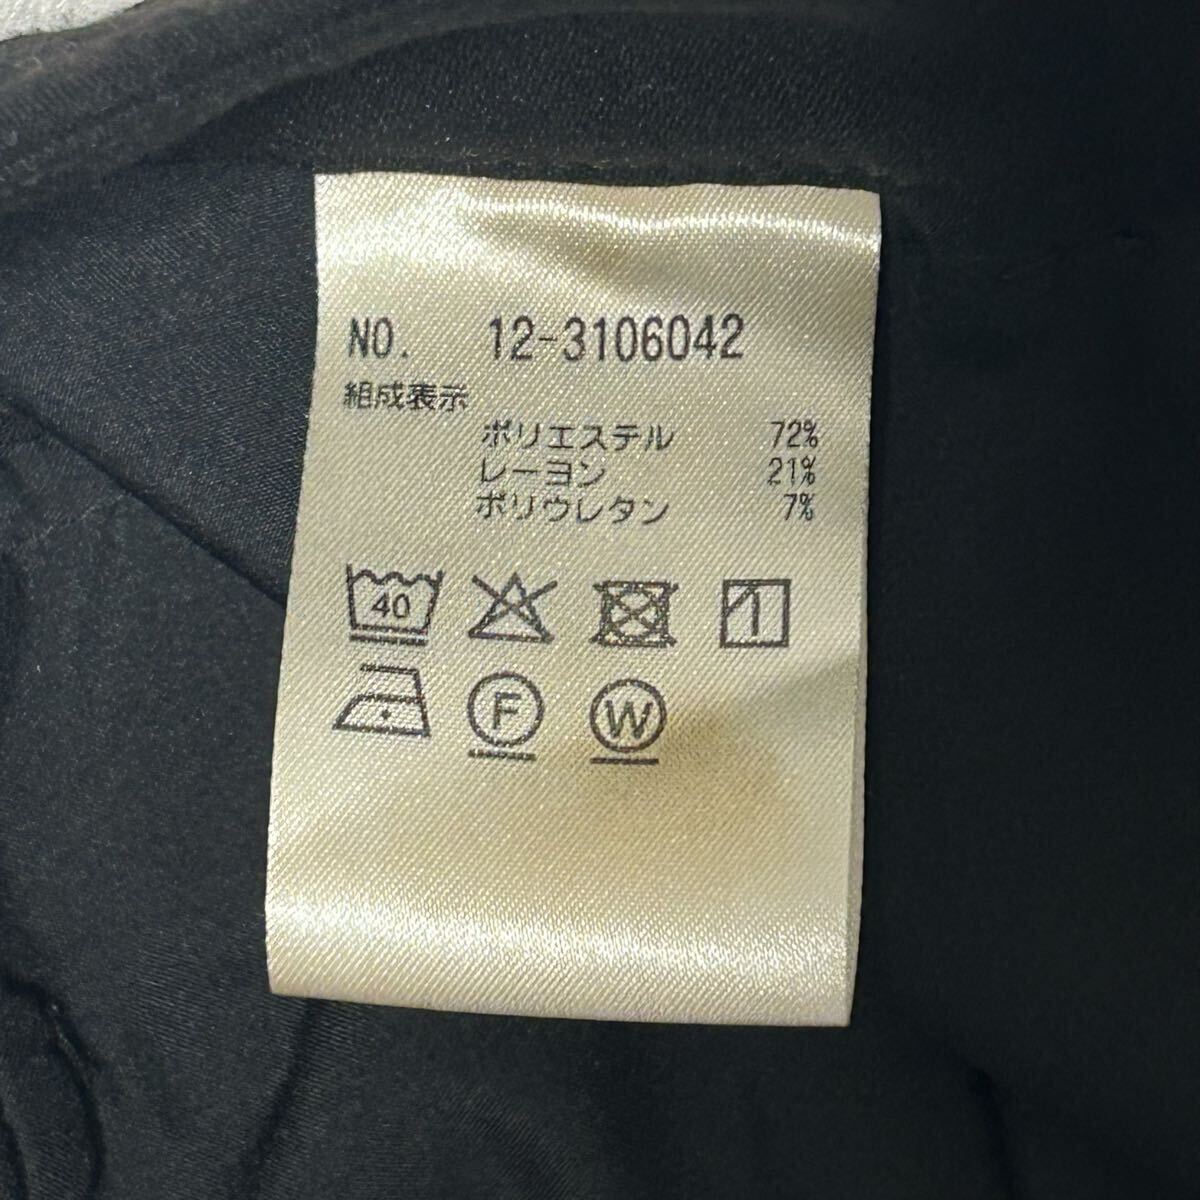 NO. 12-3106042
組成表示
ポリエステル 72%
レーヨン 21%
ポリウレタン 7%
40 1
F W